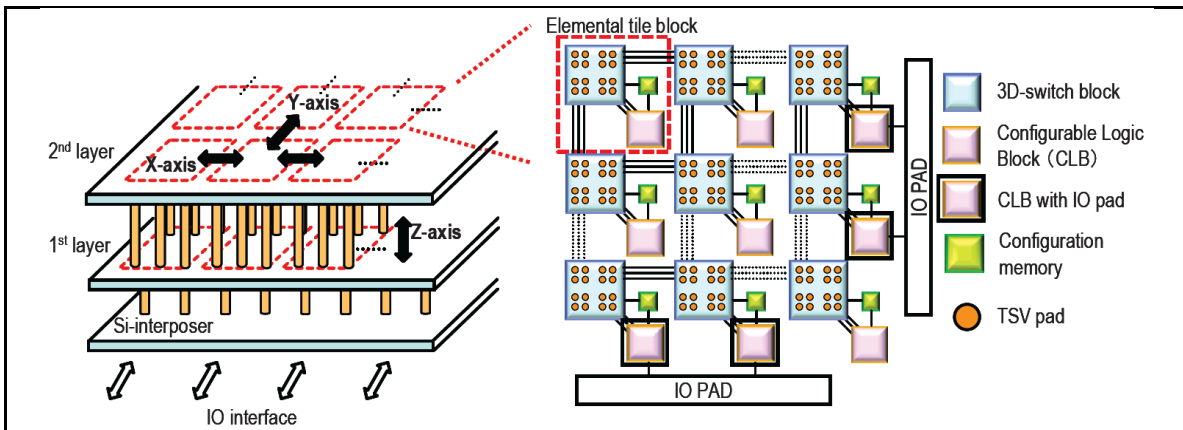 Elemental tile block
Y-axis
2nd layer
X-axis
1st layer
Z-axis
Si-interposer
IO interface
IO PAD
IO PAD
3D-switch block
Configurable Logic
Block (CLB)
CLB with IO pad
Configuration
memory
TSV pad